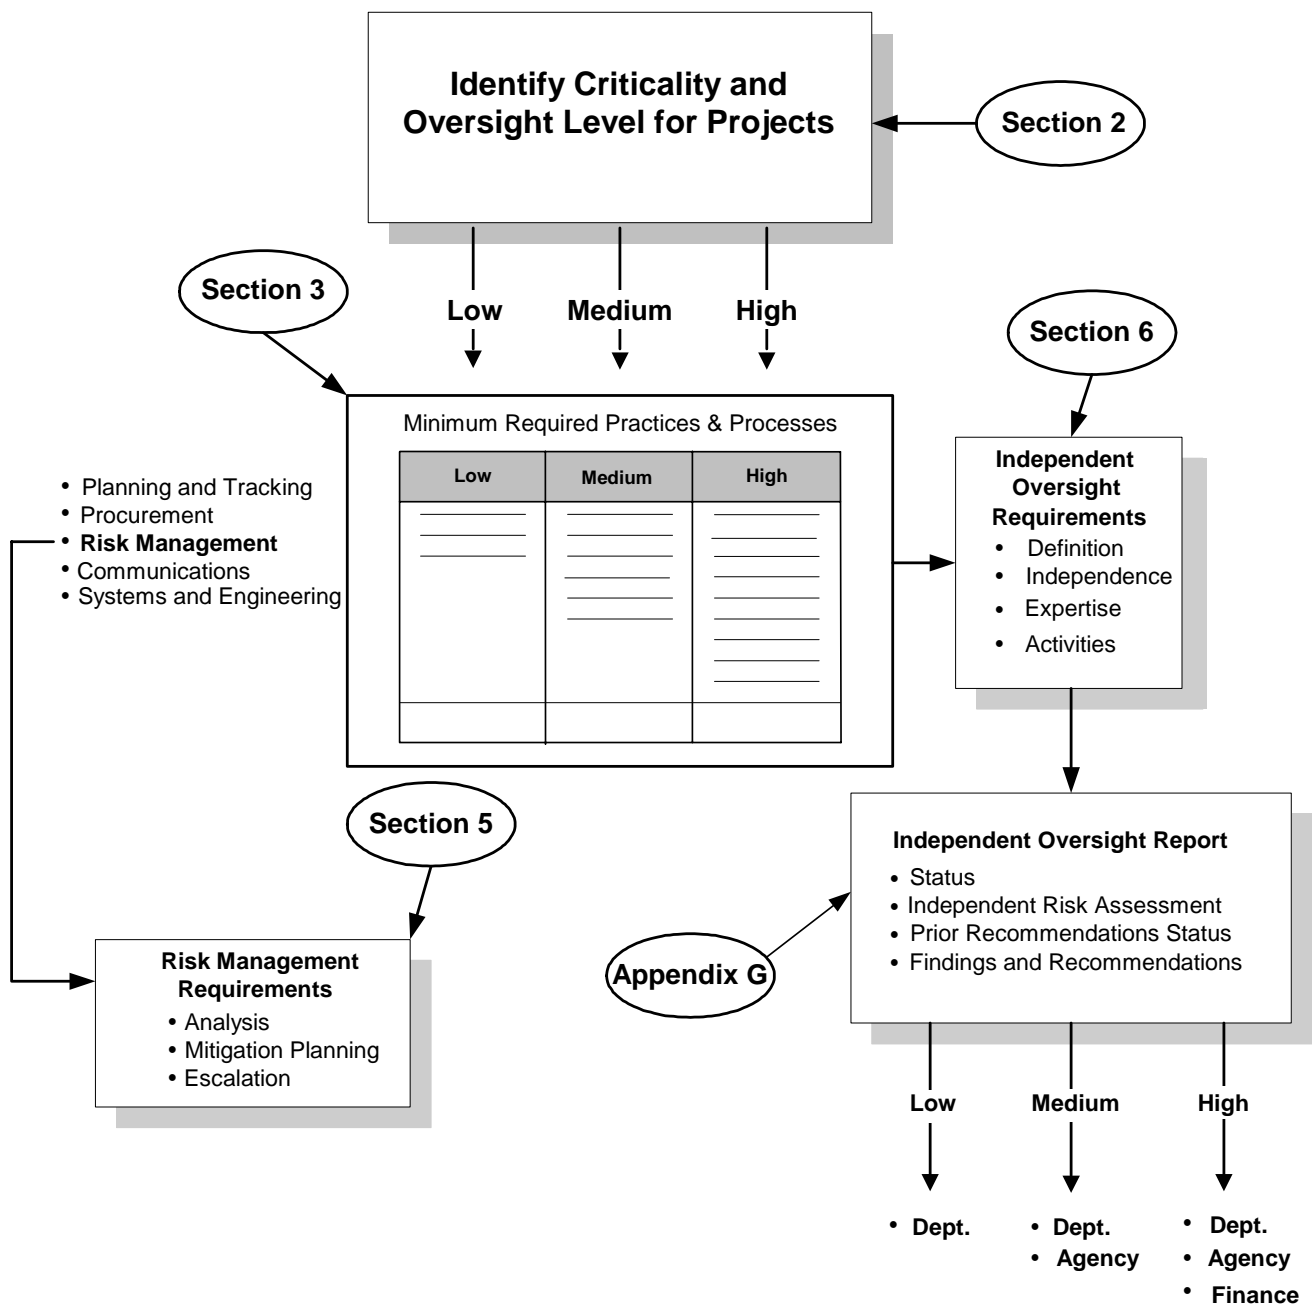 Identify Criticality and
Oversight Level for Projects
Section 2
Low Medium High
Section 3
Section 6
Minimum Required Practices & Processes
Low Medium High
• Planning and Tracking
• Procurement
• Risk Management
• Communications
• Systems and Engineering
Independent
Oversight
Requirements
• Definition
• Independence
• Expertise
• Activities
Section 5
Risk Management
Requirements
• Analysis
• Mitigation Planning
• Escalation
Independent Oversight Report
• Status
• Independent Risk Assessment
• Prior Recommendations Status
• Findings and Recommendations
Appendix G
Low Medium High
• Dept.
• Dept.
• Agency
• Dept.
• Agency
• Finance